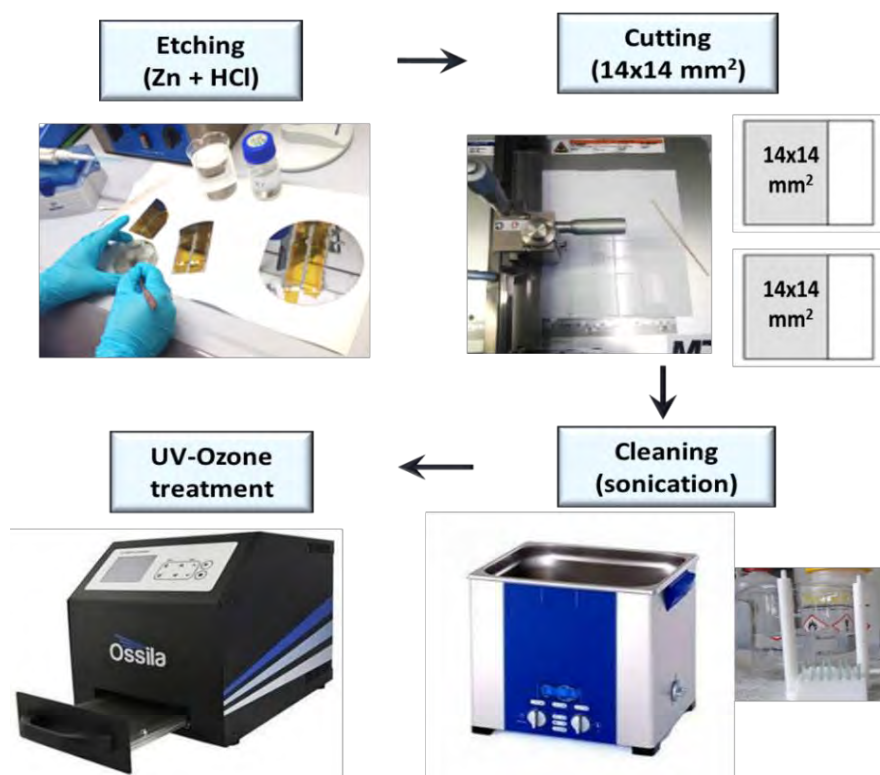 Etching
(Zn + HCl)
Cutting
(14x14 mm²)
14x14
mm²
14x14
mm²
UV-Ozone
treatment
Cleaning
(sonication)
Ossila